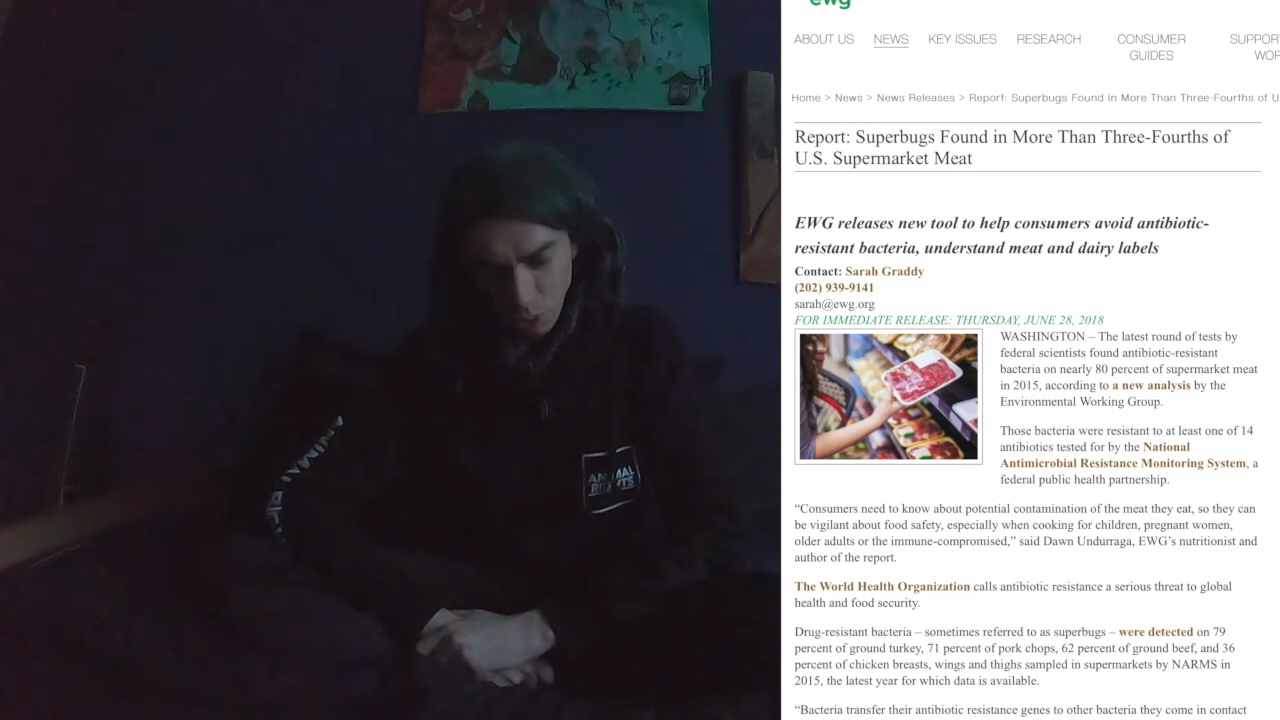 ewg
ABOUT US NEWS KEY ISSUES RESEARCH CONSUMER GUIDES SUPPOR
WOR
Home > News > News Releases > Report: Superbugs Found in More Than Three-Fourths of U
Report: Superbugs Found in More Than Three-Fourths of
U.S. Supermarket Meat
EWG releases new tool to help consumers avoid antibiotic-
resistant bacteria, understand meat and dairy labels
Contact: Sarah Graddy
(202) 939-9141
sarah@ewg.org
FOR IMMEDIATE RELEASE: THURSDAY, JUNE 28, 2018
WASHINGTON – The latest round of tests by
federal scientists found antibiotic-resistant
bacteria on nearly 80 percent of supermarket meat
in 2015, according to a new analysis by the
Environmental Working Group.
Those bacteria were resistant to at least one of 14
antibiotics tested for by the National
Antimicrobial Resistance Monitoring System, a
federal public health partnership.
“Consumers need to know about potential contamination of the meat they eat, so they can
be vigilant about food safety, especially when cooking for children, pregnant women,
older adults or the immune-compromised,” said Dawn Undurraga, EWG’s nutritionist and
author of the report.
The World Health Organization calls antibiotic resistance a serious threat to global
health and food security.
Drug-resistant bacteria – sometimes referred to as superbugs – were detected on 79
percent of ground turkey, 71 percent of pork chops, 62 percent of ground beef, and 36
percent of chicken breasts, wings and thighs sampled in supermarkets by NARMS in
2015, the latest year for which data is available.
“Bacteria transfer their antibiotic resistance genes to other bacteria they come in contact
ANIMAL
RIGHTS